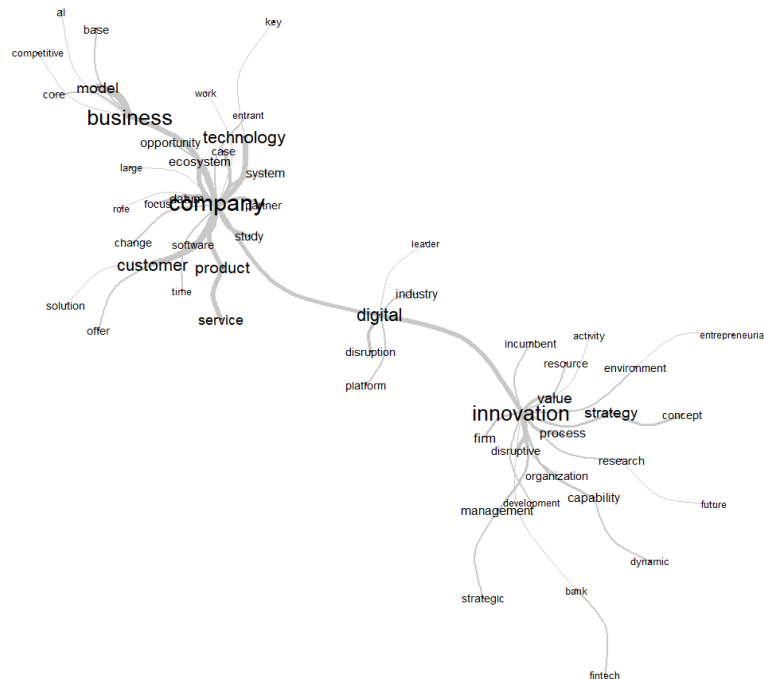 al
key
base
competitive
model
core
work
business
entrant
technology
opportunity
case
ecosystem
large
system
datum
focus
company
partner
role
study
change
software
leader
customer
product
time
industry
solution
digital
service
offer
activity
entrepreneuria
incumbent
disruption
resource
environment
platform
value
innovation
strategy
concept
process
firm
disruptive
research
organization
capability
development
future
management
dynamic
bank
strategic
fintech